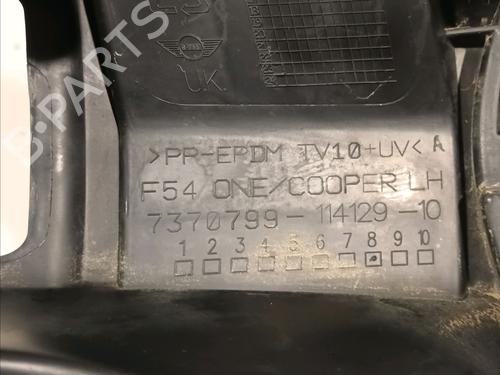 UK
>PP-EPDM TV10+UV< A
F54 ONE/COOPER LH
7370799-114129-10
1 2 3 4 5 6 7 8 9 10
B-PARTS